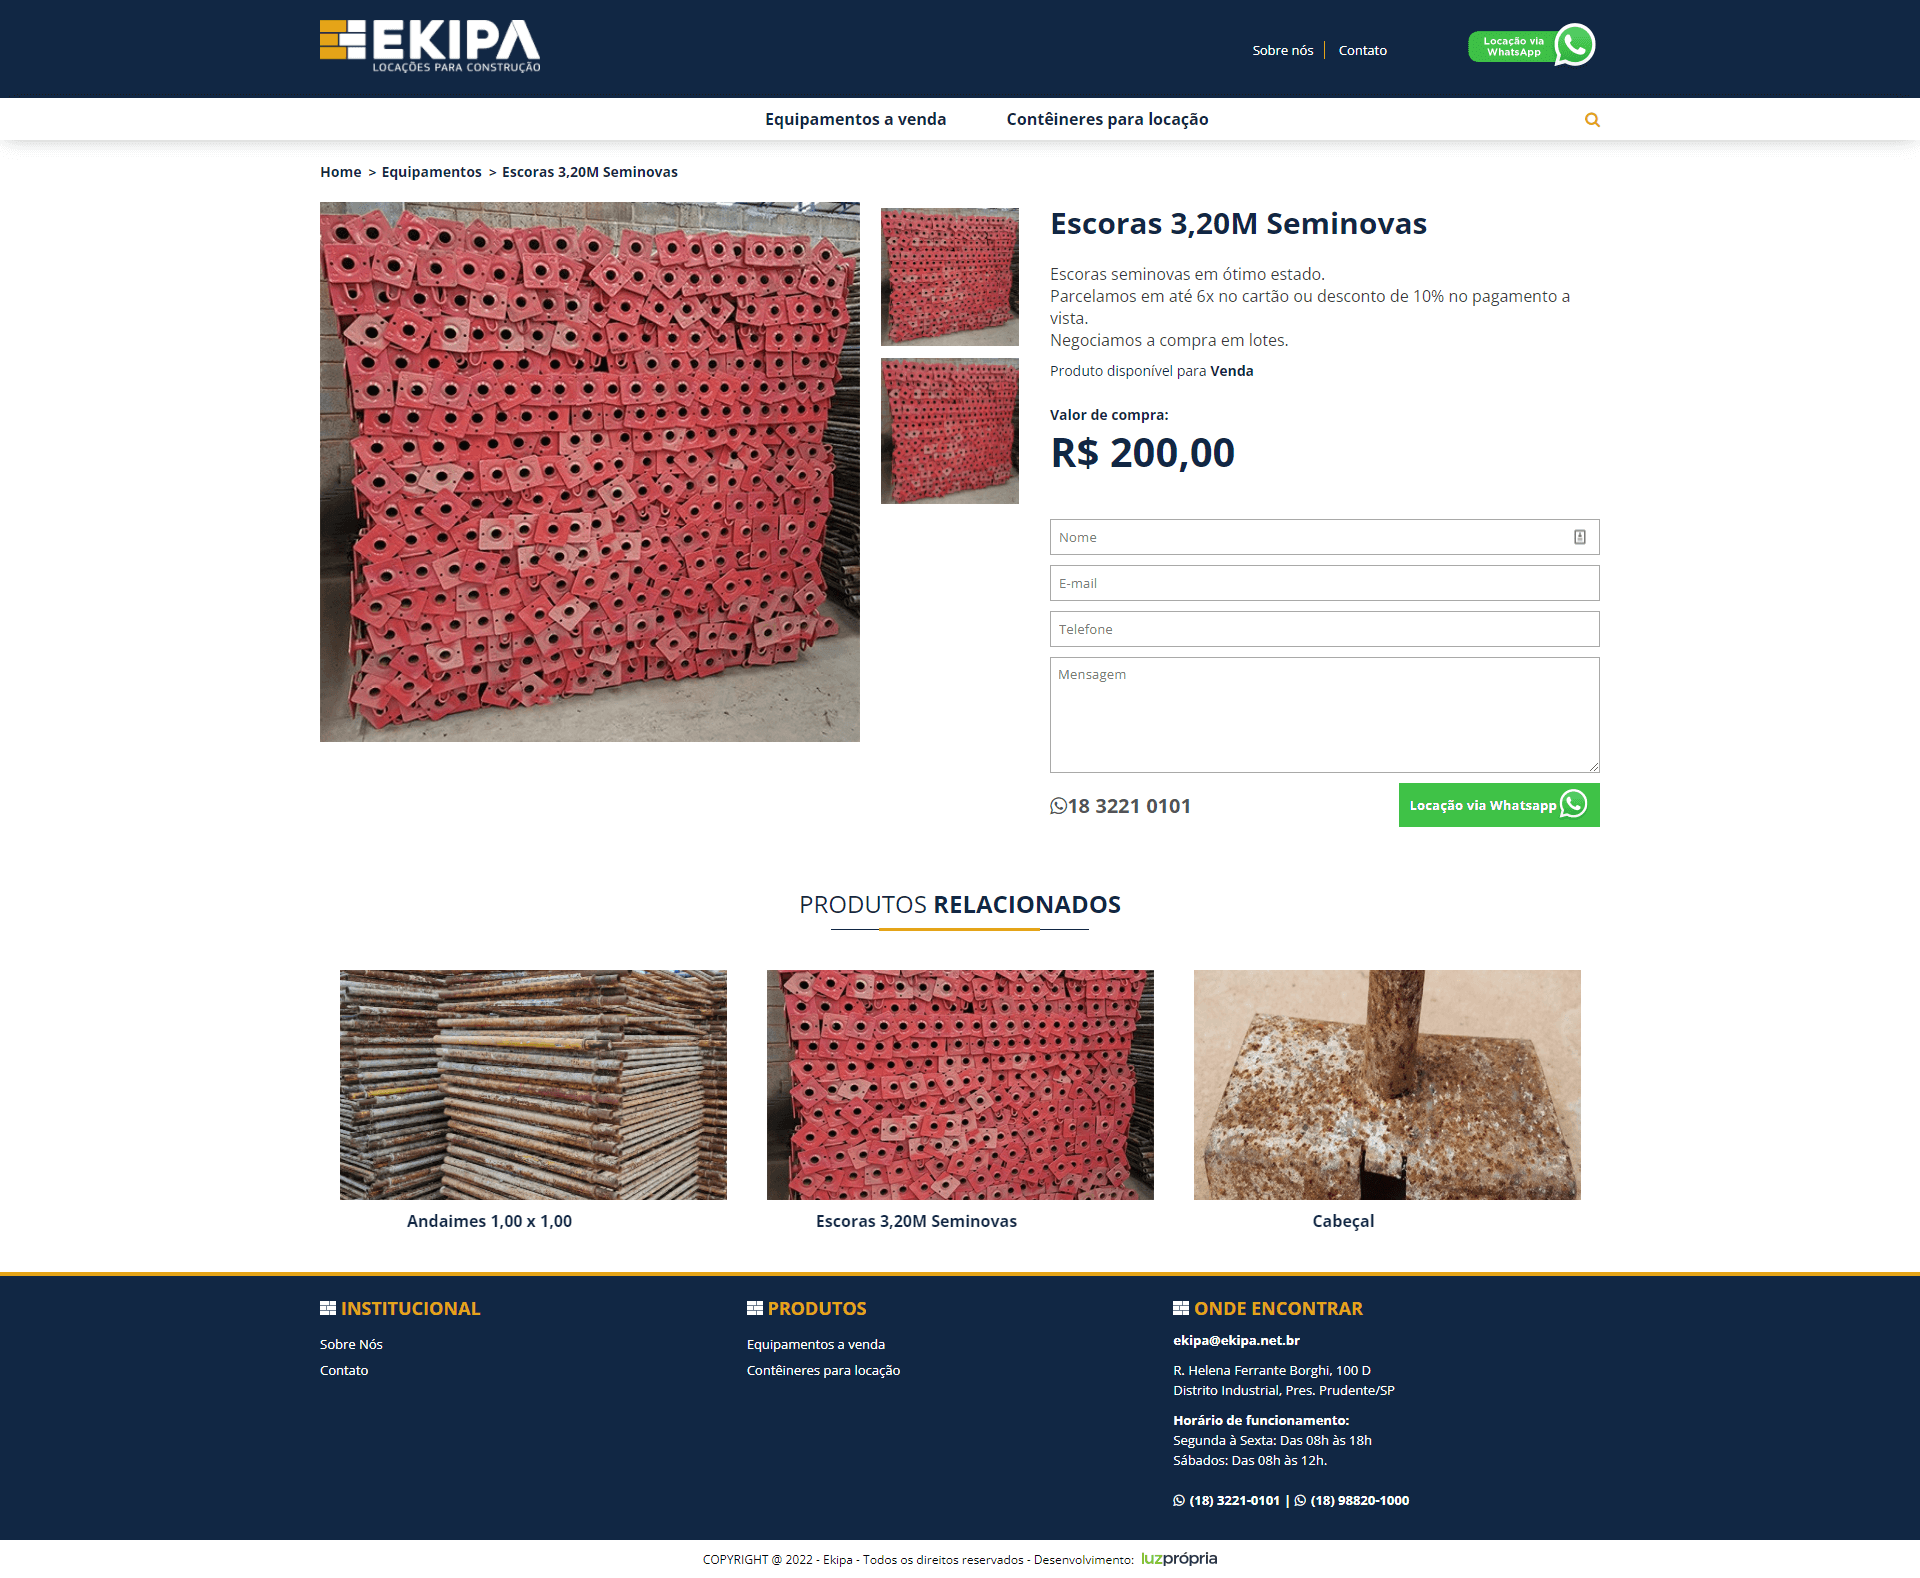 EKIPA
LOCAÇÕES PARA CONSTRUÇÃO
Sobre nós
Contato
Locação via
WhatsApp
Equipamentos a venda
Contêineres para locação
Home > Equipamentos > Escoras 3,20M Seminovas
Escoras 3,20M Seminovas
Escoras seminovas em ótimo estado.
Parcelamos em até 6x no cartão ou desconto de 10% no pagamento a
vista.
Negociamos a compra em lotes.
Produto disponível para Venda
Valor de compra:
R$ 200,00
Nome
E-mail
Telefone
Mensagem
18 3221 0101
Locação via Whatsapp
PRODUTOS RELACIONADOS
Andaimes 1,00 x 1,00
Escoras 3,20M Seminovas
Cabeçal
INSTITUCIONAL
Sobre Nós
Contato
PRODUTOS
Equipamentos a venda
Contêineres para locação
ONDE ENCONTRAR
ekipa@ekipa.net.br
R. Helena Ferrante Borghi, 100 D
Distrito Industrial, Pres. Prudente/SP
Horário de funcionamento:
Segunda à Sexta: Das 08h às 18h
Sábados: Das 08h às 12h.
(18) 3221-0101 | (18) 98820-1000
COPYRIGHT @ 2022 - Ekipa - Todos os direitos reservados - Desenvolvimento: luzprópria